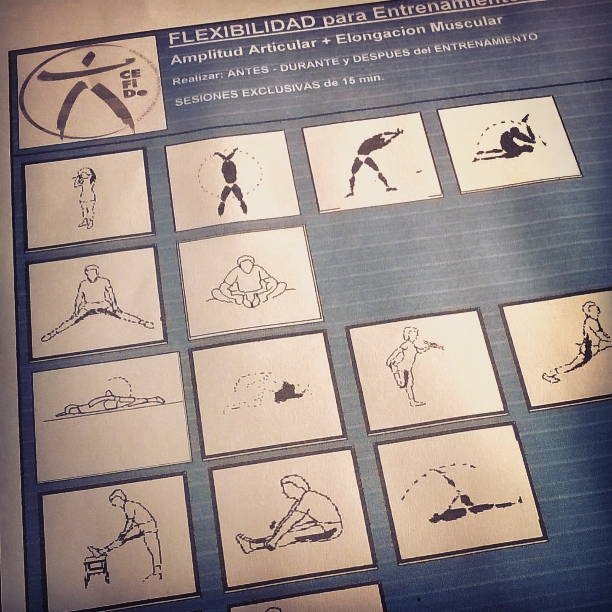 FLEXIBILIDAD para Entrenamiento
Amplitud Articular + Elongacion Muscular
Realizar: ANTES - DURANTE y DESPUES del ENTRENAMIENTO
SESIONES EXCLUSIVAS de 15 min.
CE
FI
De